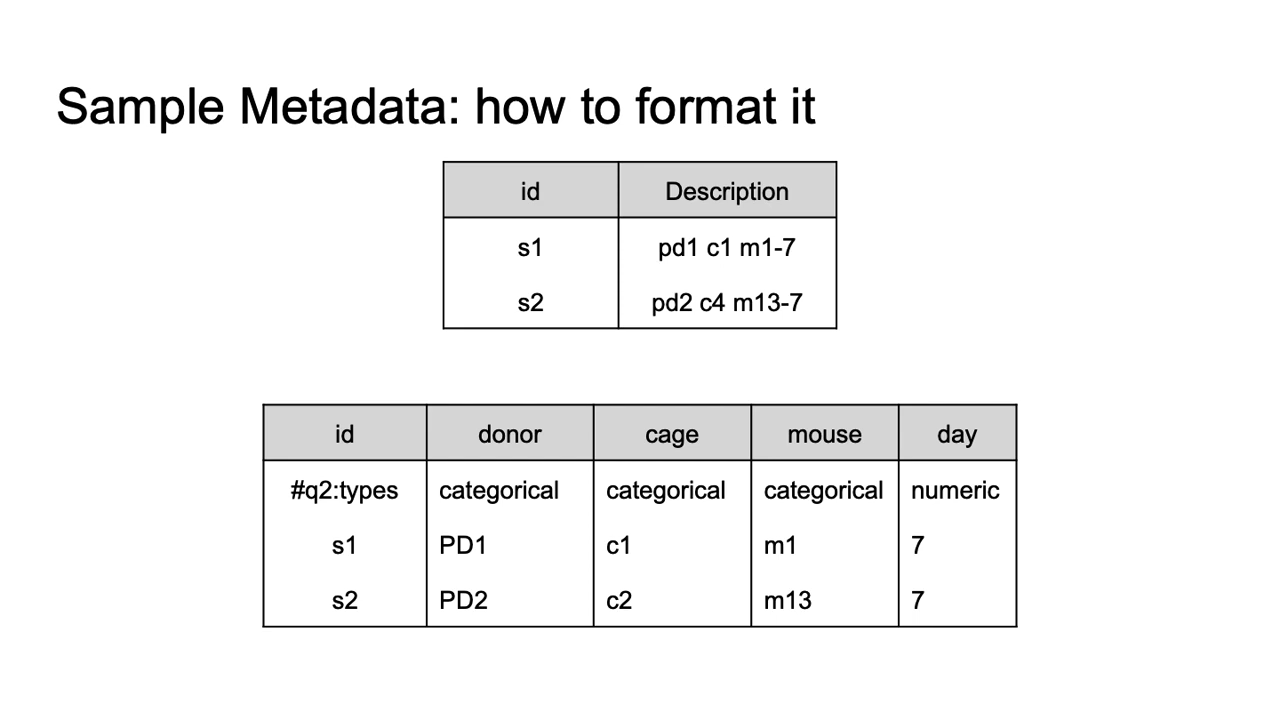 Sample Metadata: how to format it
id Description
s1 pd1 c1 m1-7
s2 pd2 c4 m13-7
id donor cage mouse day
#q2:types categorical categorical categorical numeric
s1 PD1 c1 m1 7
s2 PD2 c2 m13 7